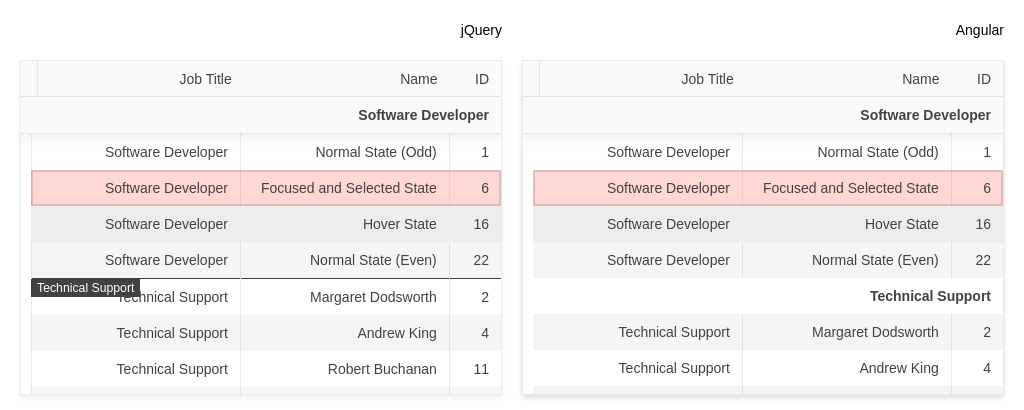 jQuery
Job Title Name ID
Software Developer
Software Developer Normal State (Odd) 1
Software Developer Focused and Selected State 6
Software Developer Hover State 16
Software Developer Normal State (Even) 22
Technical Support
Technical Support Margaret Dodsworth 2
Technical Support Andrew King 4
Technical Support Robert Buchanan 11
Angular
Job Title Name ID
Software Developer
Software Developer Normal State (Odd) 1
Software Developer Focused and Selected State 6
Software Developer Hover State 16
Software Developer Normal State (Even) 22
Technical Support
Technical Support Margaret Dodsworth 2
Technical Support Andrew King 4